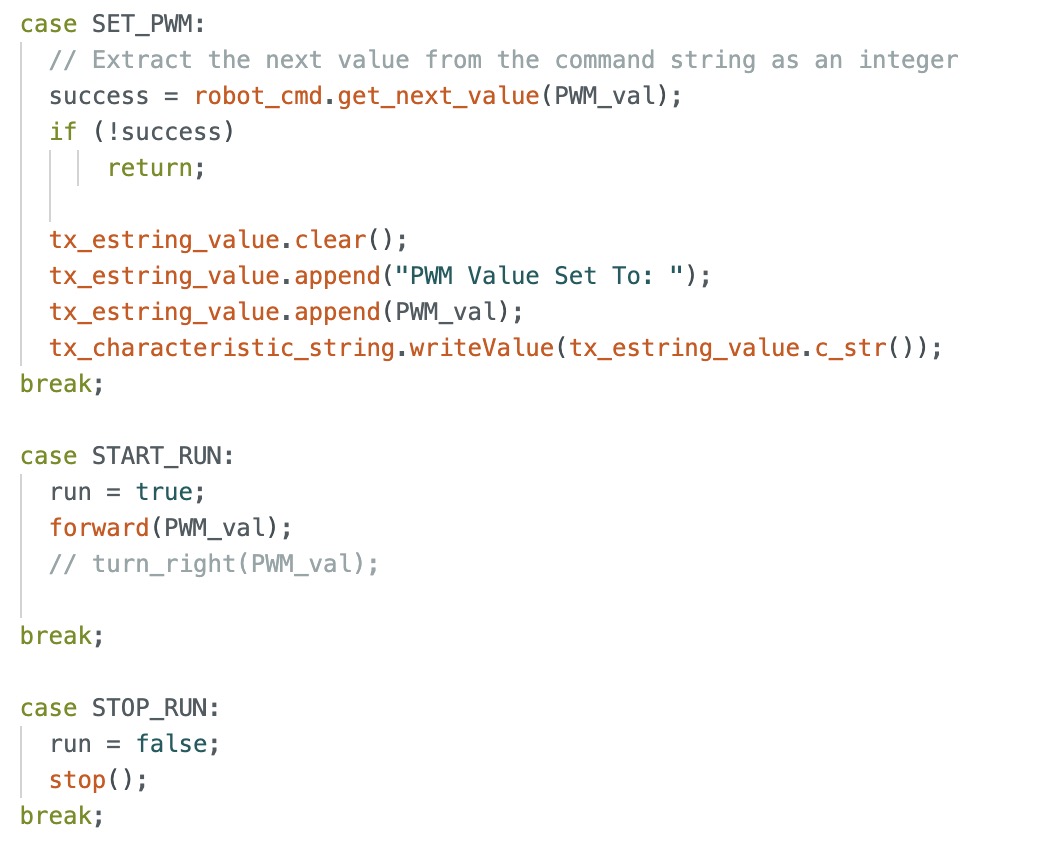 case SET_PWM:
  // Extract the next value from the command string as an integer
  success = robot_cmd.get_next_value(PWM_val);
  if (!success)
      return;
  tx_estring_value.clear();
  tx_estring_value.append("PWM Value Set To: ");
  tx_estring_value.append(PWM_val);
  tx_characteristic_string.writeValue(tx_estring_value.c_str());
break;
case START_RUN:
  run = true;
  forward(PWM_val);
  // turn_right(PWM_val);
break;
case STOP_RUN:
  run = false;
  stop();
break;